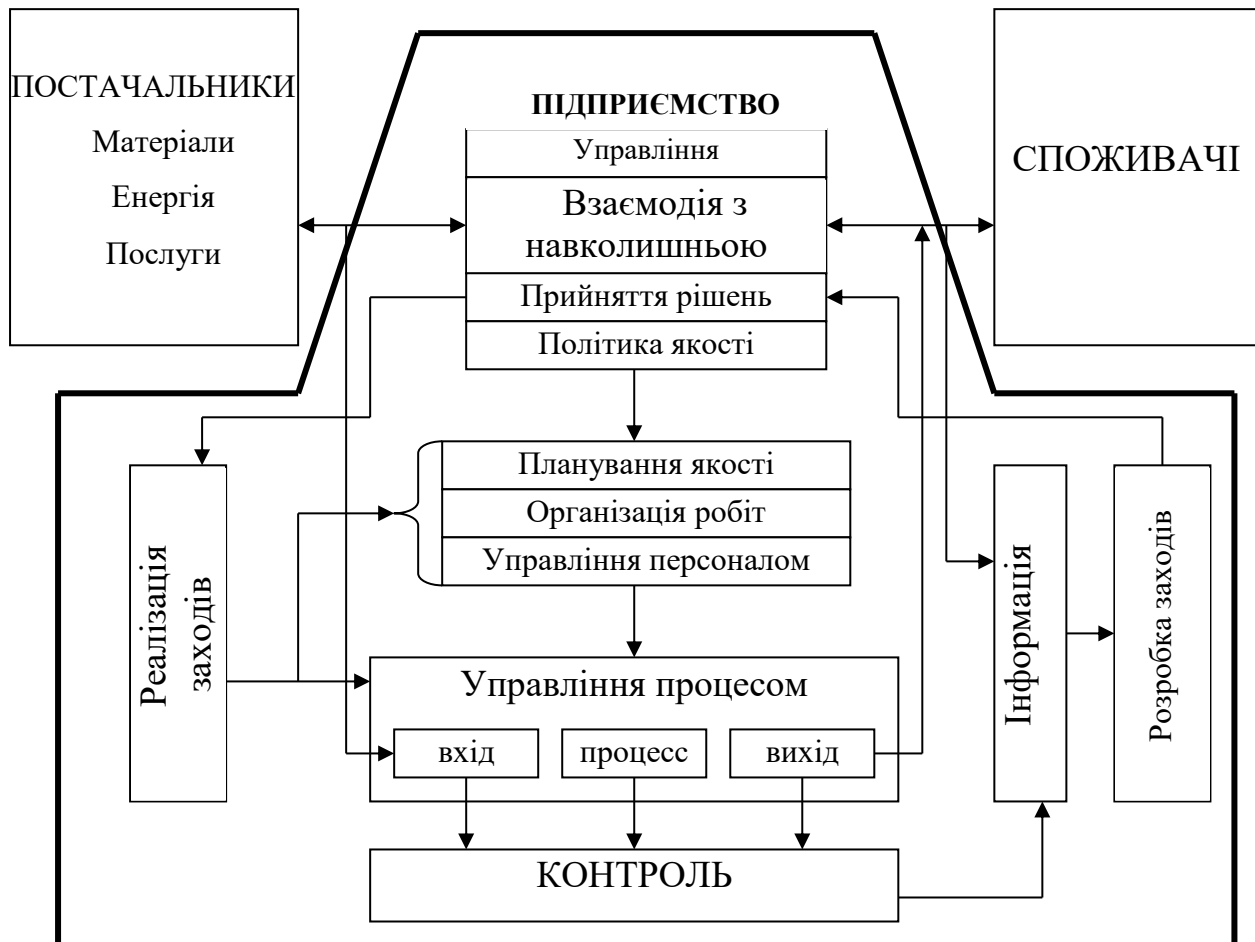 ПОСТАЧАЛЬНИКИ
Матеріали
Енергія
Послуги
ПІДПРИЄМСТВО
Управління
Взаємодія з
навколишньою
Прийняття рішень
Політика якості
СПОЖИВАЧІ
Планування якості
Організація робіт
Управління персоналом
Реалізація
заходів
Управління процесом
вхід
процесс
вихід
КОНТРОЛЬ
Інформація
Розробка заходів